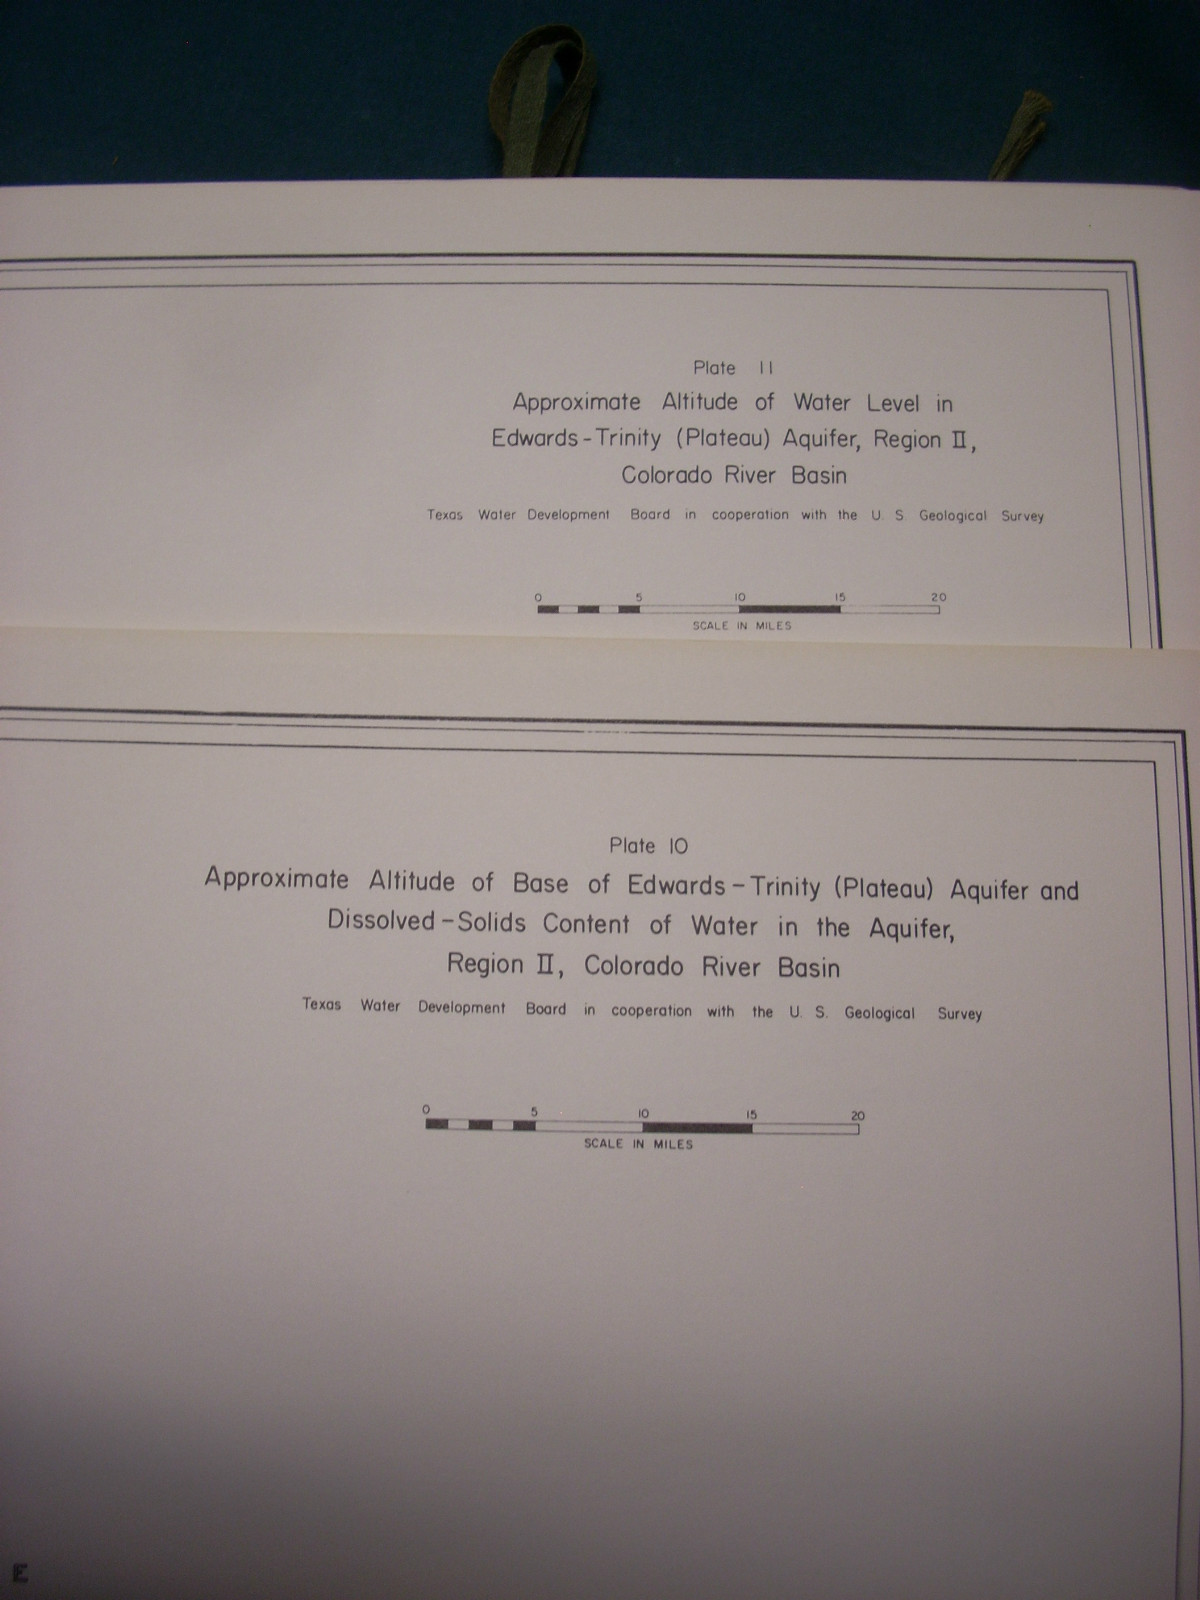 Plate 11
Approximate Altitude of Water Level in
Edwards-Trinity (Plateau) Aquifer, Region II,
Colorado River Basin
Texas Water Development Board in cooperation with the U. S Geological Survey
0 5 10 15 20
SCALE IN MILES
Plate 10
Approximate Altitude of Base of Edwards-Trinity (Plateau) Aquifer and
Dissolved-Solids Content of Water in the Aquifer,
Region II, Colorado River Basin
Texas Water Development Board in cooperation with the U. S. Geological Survey
0 5 10 15 20
SCALE IN MILES
E